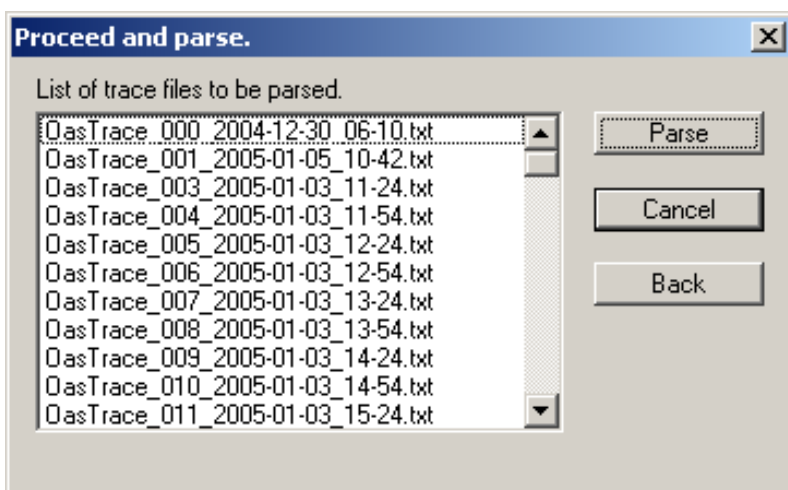 Proceed and parse.
List of trace files to be parsed.
OasTrace_000_2004-12-30_06-10.txt
OasTrace_001_2005-01-05_10-42.txt
OasTrace_003_2005-01-03_11-24.txt
OasTrace_004_2005-01-03_11-54.txt
OasTrace_005_2005-01-03_12-24.txt
OasTrace_006_2005-01-03_12-54.txt
OasTrace_007_2005-01-03_13-24.txt
OasTrace_008_2005-01-03_13-54.txt
OasTrace_009_2005-01-03_14-24.txt
OasTrace_010_2005-01-03_14-54.txt
OasTrace_011_2005-01-03_15-24.txt
Parse
Cancel
Back